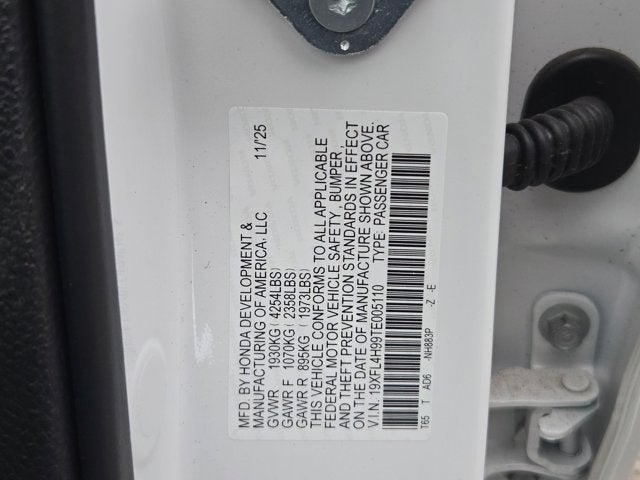 MFD. BY HONDA DEVELOPMENT &
MANUFACTURING OF AMERICA, LLC 11/25
GVWR 1930KG (4254LBS)
GAWR F 1070KG (2358LBS)
GAWR R 895KG (1973LBS)
THIS VEHICLE CONFORMS TO ALL APPLICABLE
FEDERAL MOTOR VEHICLE SAFETY, BUMPER,
AND THEFT PREVENTION STANDARDS IN EFFECT
ON THE DATE OF MANUFACTURE SHOWN ABOVE.
V.I.N. 19XFL4H99TE005110 TYPE: PASSENGER CAR
T65 T AD6 -NH883P -Z -E